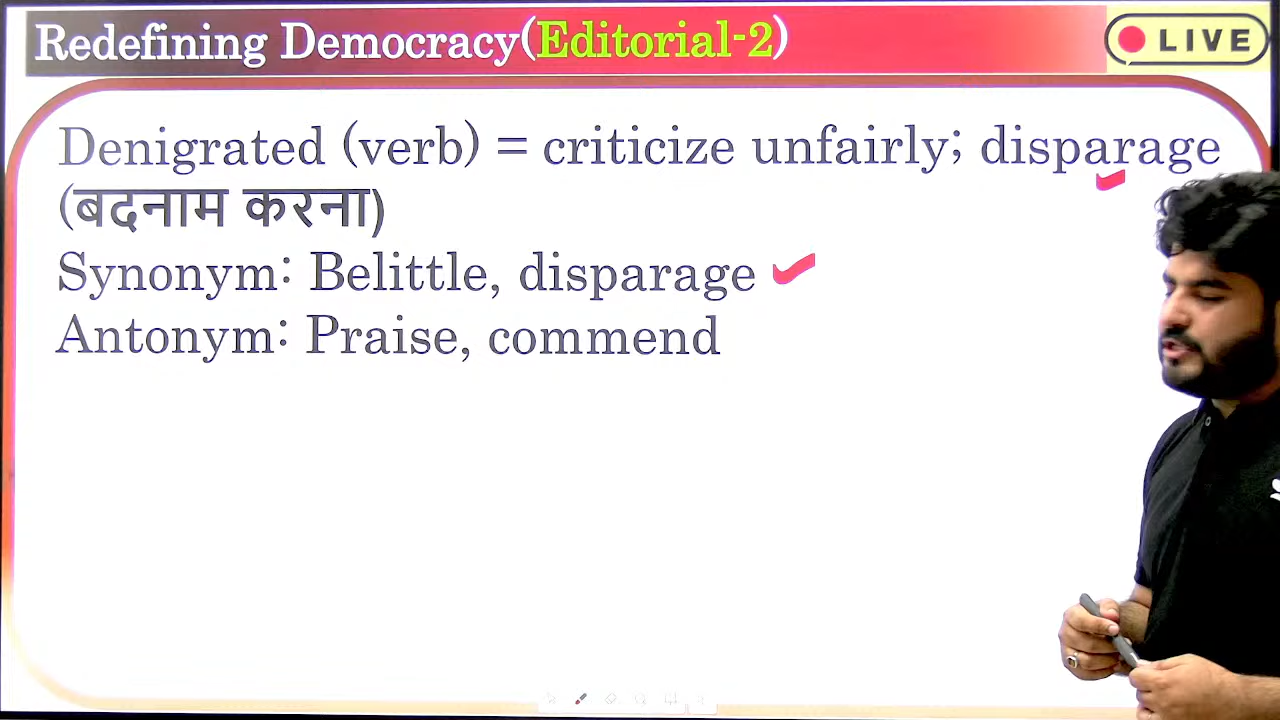 Redefining Democracy(Editorial-2)
LIVE
Denigrated (verb) = criticize unfairly; disparage
(बदनाम करना)
Synonym: Belittle, disparage
Antonym: Praise, commend